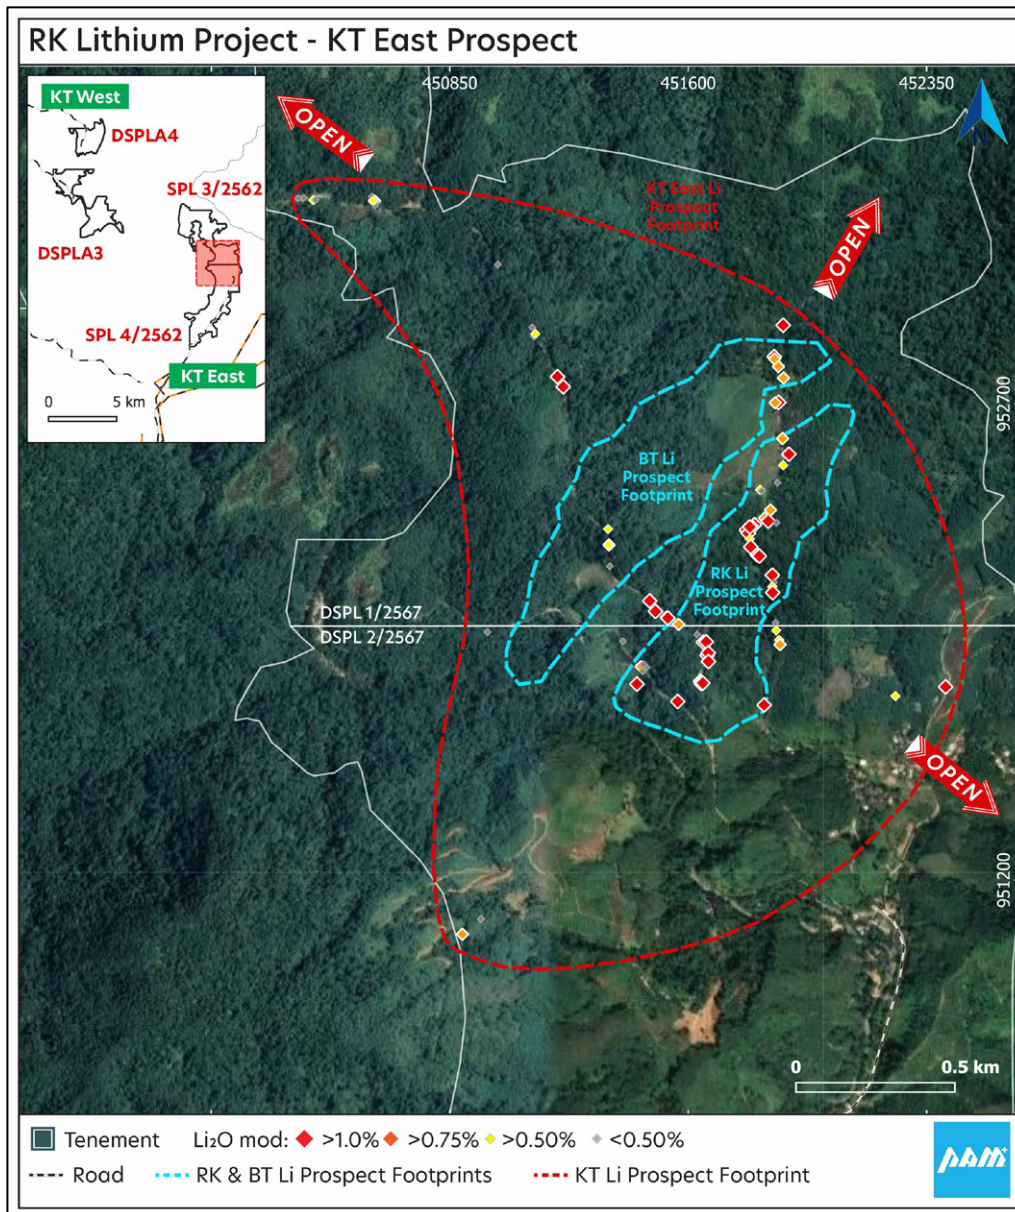 RK Lithium Project - KT East Prospect
450850
451600
452350
KT West
DSPLA4
SPL 3/2562
DSPLA3
SPL 4/2562
KT East
0
5 km
OPEN
KT East Li
Prospect
Footprint
OPEN
N
952700
BT Li
Prospect
Footprint
RK Li
Prospect
Footprint
DSPL 1/2567
DSPL 2/2567
OPEN
951200
0
0.5 km
Tenement
Li₂O mod:
>1.0%
>0.75%
>0.50%
<0.50%
Road
RK & BT Li Prospect Footprints
KT Li Prospect Footprint
PAM